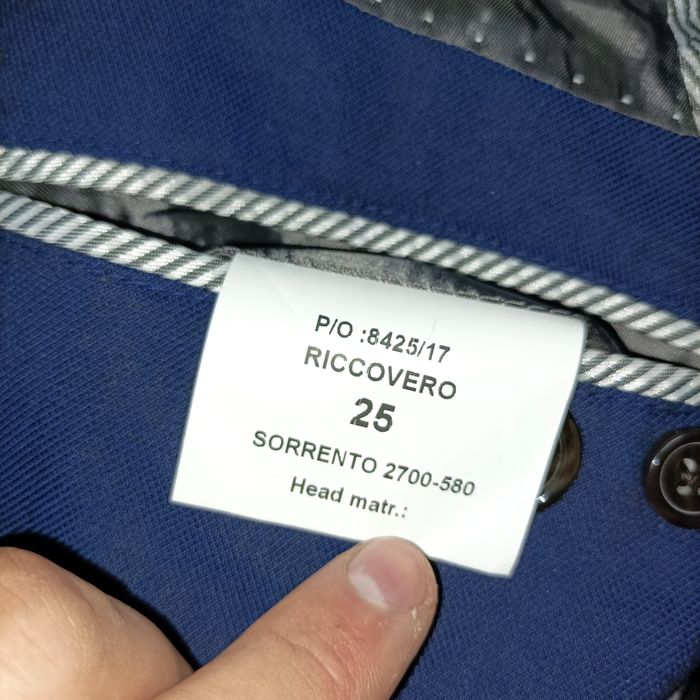 P/O :8425/17
RICCOVERO
25
SORRENTO 2700-580
Head matr.: